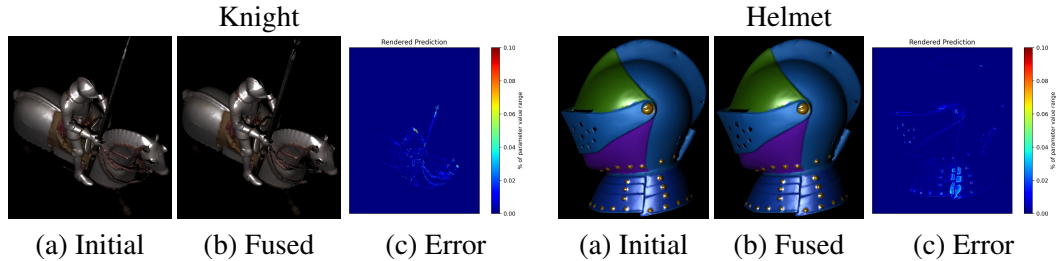 Knight
Helmet
Rendered Prediction
0.10
0.08
0.06
0.04
0.02
0.00
% of parameter value range
Rendered Prediction
0.10
0.08
0.06
0.04
0.02
0.00
% of parameter value range
(a) Initial
(b) Fused
(c) Error
(a) Initial
(b) Fused
(c) Error